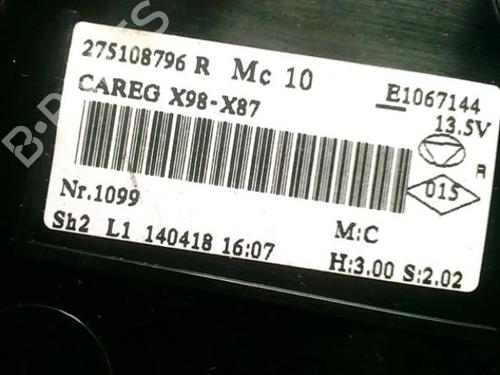 275108796 R Mc 10
CAREG X98-X87
E1067144
13.5V
R
015
Nr.1099
M:C
Sh2 L1 140418 16:07
H:3.00 S:2.02